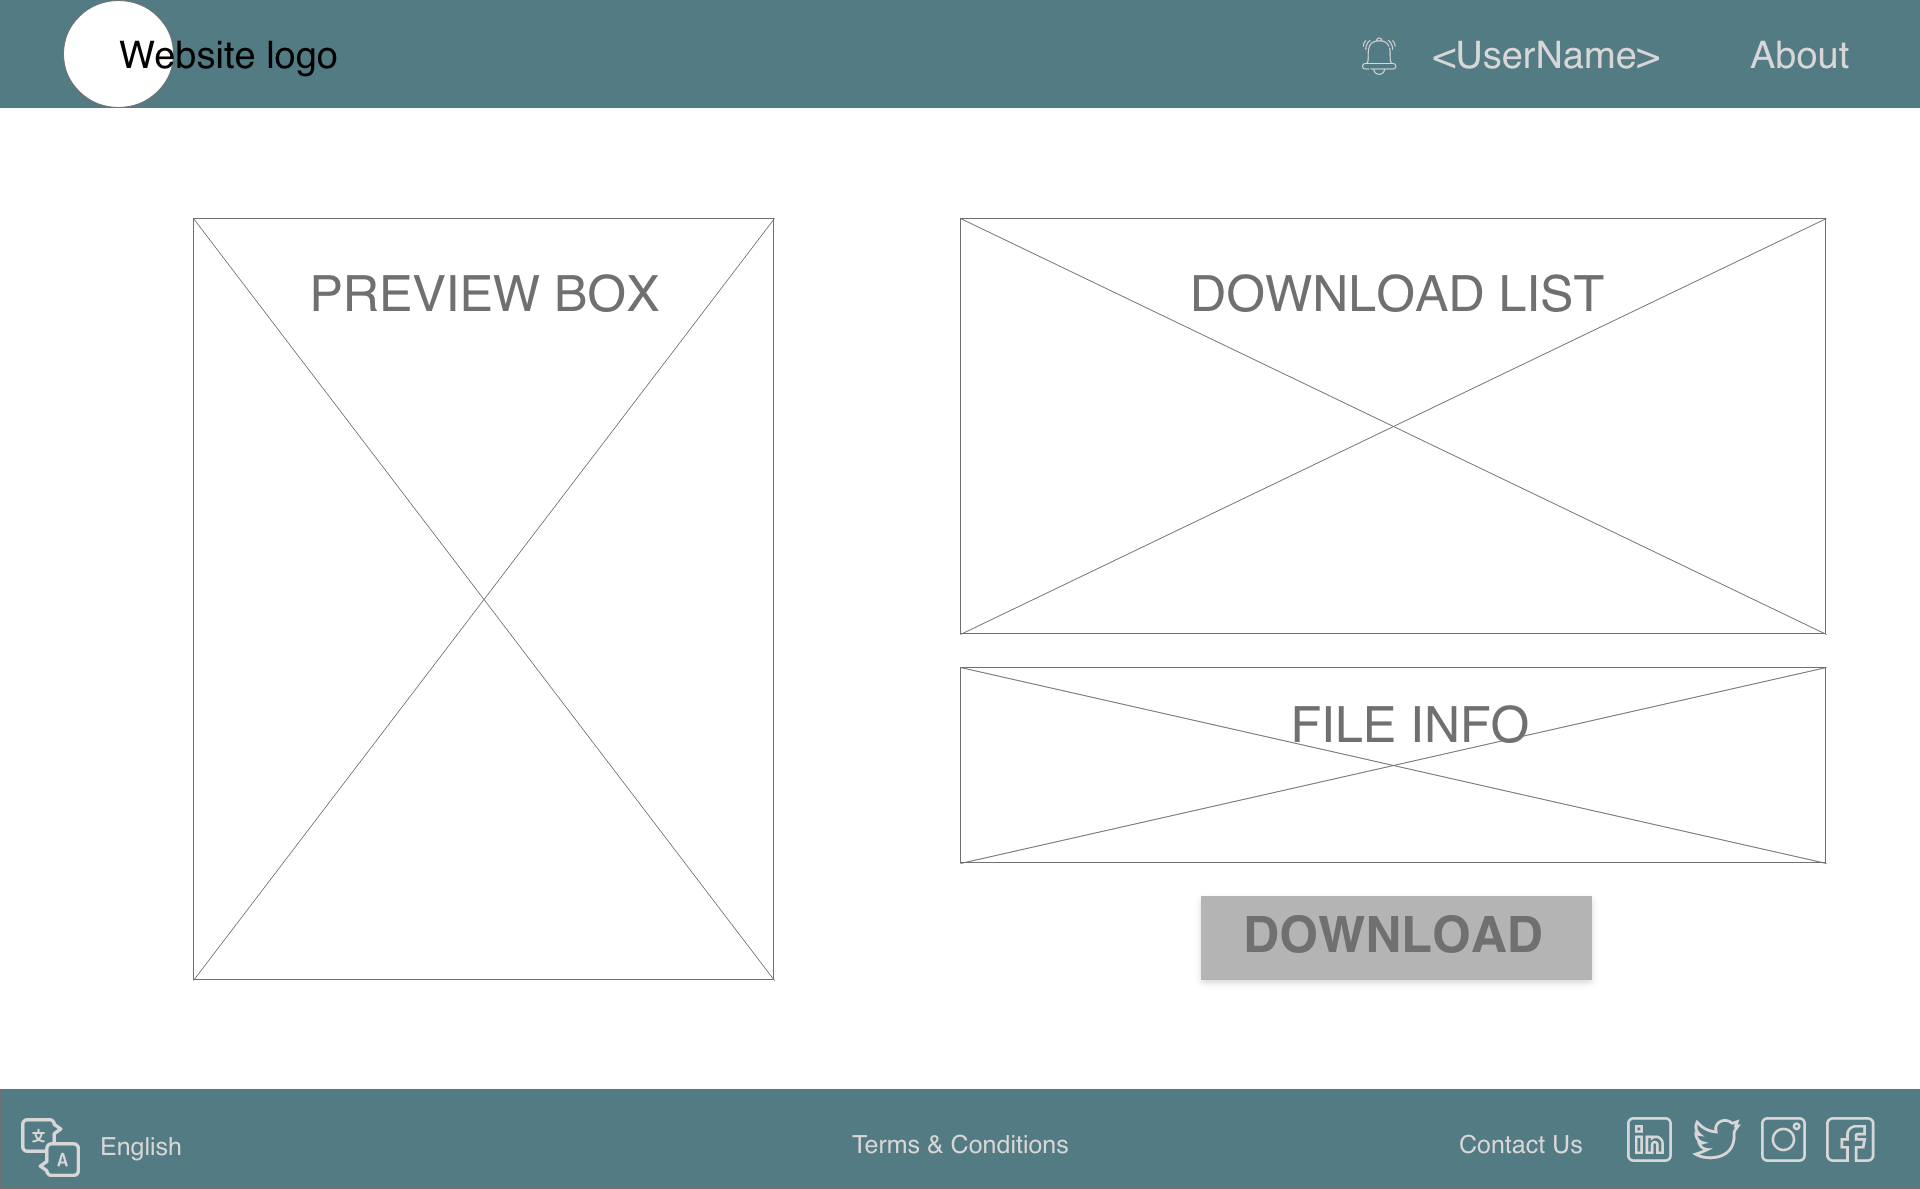 Website logo
<UserName>
About
PREVIEW BOX
DOWNLOAD LIST
FILE INFO
DOWNLOAD
文
A
English
Terms & Conditions
Contact Us
in